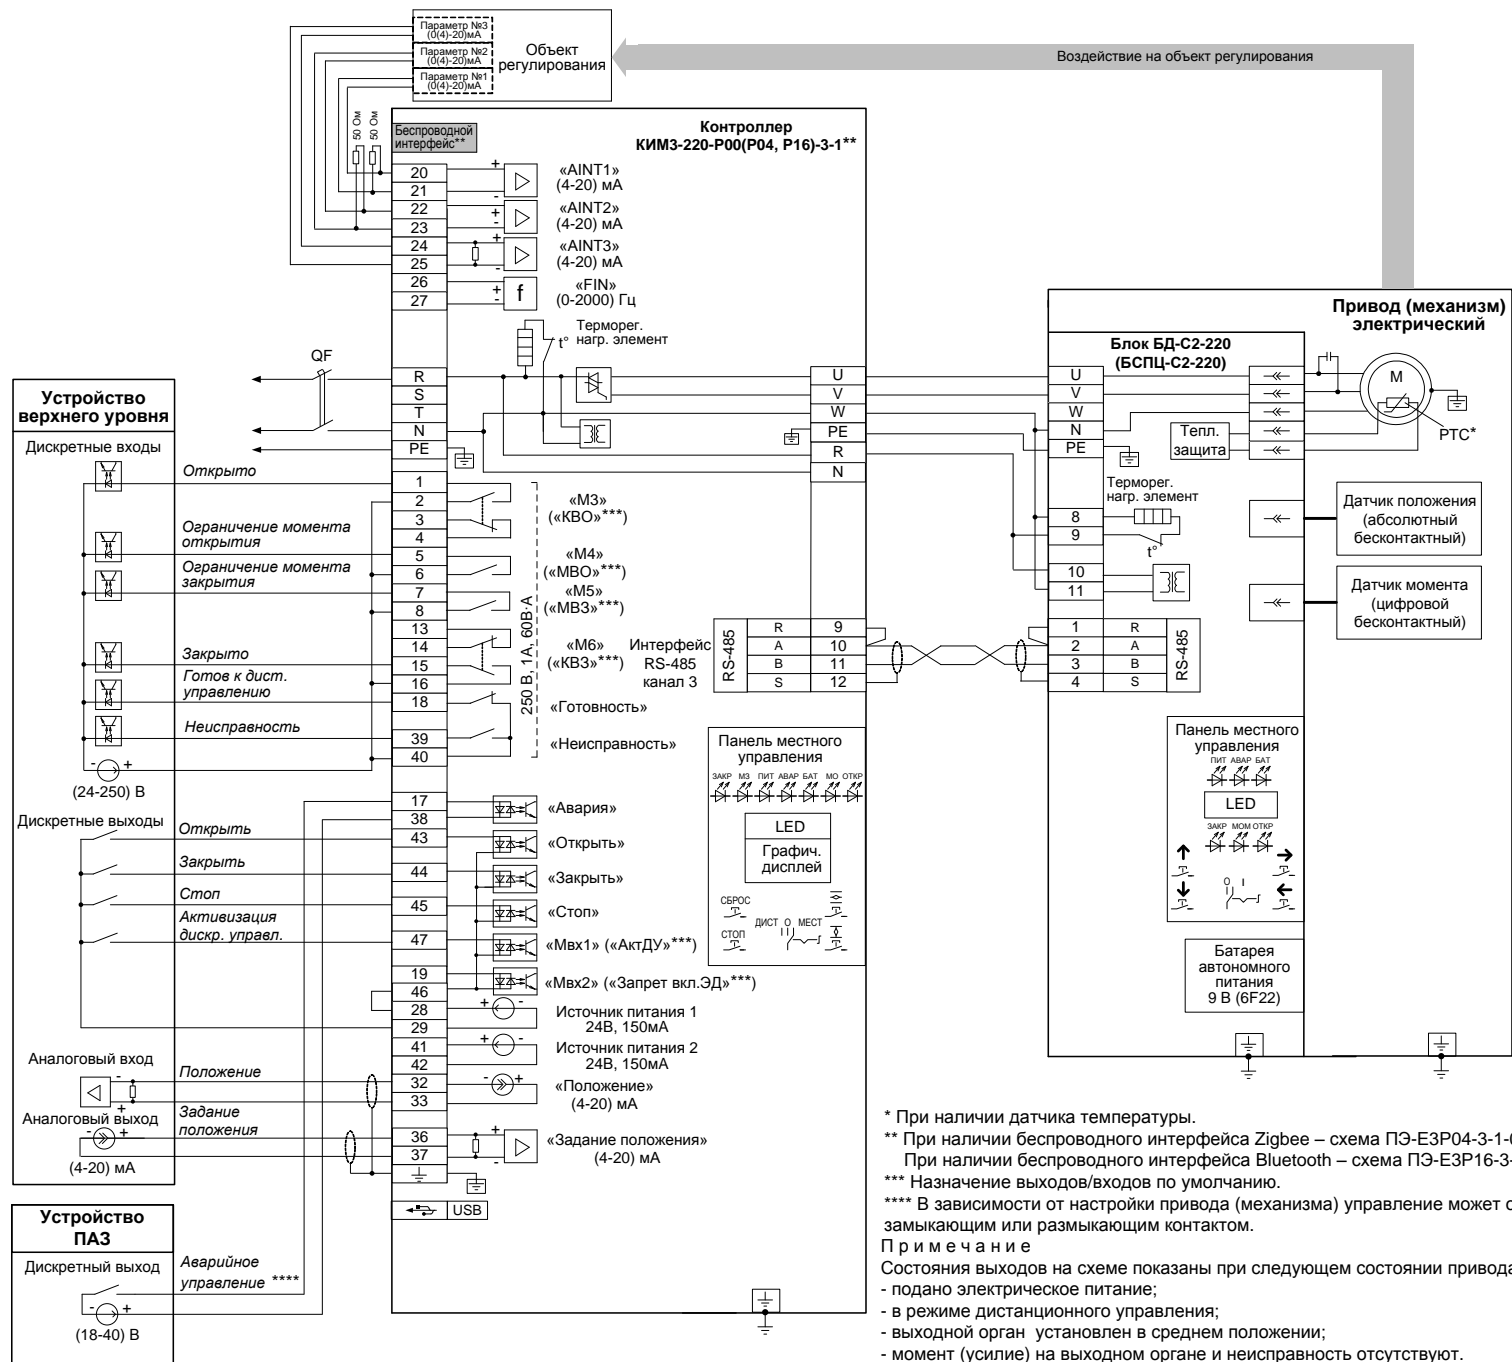 Параметр №3
(0(4)-20)мА
Параметр №2
(0(4)-20)мА
Параметр №1
(0(4)-20)мА
Объект
регулирования
Воздействие на объект регулирования
50 Ом
50 Ом
Беспроводной
интерфейс**
Контроллер
КИМ3-220-Р00(Р04, Р16)-3-1**
20
21
22
23
24
25
26
27
+
-
«AINT1»
(4-20) мА
+
-
«AINT2»
(4-20) мА
+
-
«AINT3»
(4-20) мА
+
-
f
«FIN»
(0-2000) Гц
Терморег.
нагр. элемент
t°
QF
R
S
T
N
PE
U
V
W
PE
R
N
Устройство
верхнего уровня
Дискретные входы
Открыто
Ограничение момента
открытия
Ограничение момента
закрытия
Закрыто
Готов к дист.
управлению
Неисправность
- +
(24-250) В
1
2
3
4
5
6
7
8
13
14
15
16
18
39
40
«М3»
(«КВО»***)
«М4»
(«МВО»***)
«М5»
(«МВЗ»***)
«М6»
(«КВЗ»***)
«Готовность»
«Неисправность»
250 В, 1А, 60В·А
Интерфейс
RS-485
канал 3
RS-485
R 9
A 10
B 11
S 12
Дискретные выходы
Открыть
Закрыть
Стоп
Активизация
дискр. управл.
17
38
43
44
45
47
19
46
28
29
41
42
32
33
36
37
«Авария»
«Открыть»
«Закрыть»
«Стоп»
«Мвх1» («АктДУ»***)
«Мвх2» («Запрет вкл.ЭД»***)
+ -
Источник питания 1
24В, 150мА
+ -
Источник питания 2
24В, 150мА
- +
«Положение»
(4-20) мА
+
-
«Задание положения»
(4-20) мА
USB
Аналоговый вход
-
+
Положение
Аналоговый выход
- +
(4-20) мА
Задание
положения
Устройство
ПАЗ
Дискретный выход
- +
(18-40) В
Аварийное
управление ****
Панель местного
управления
ЗАКР МЗ ПИТ АВАР БАТ МО ОТКР
LED
Графич.
дисплей
СБРОС
СТОП
ДИСТ О МЕСТ
Привод (механизм)
электрический
Блок БД-С2-220
(БСПЦ-С2-220)
U
V
W
N
PE
Тепл.
защита
M
PTC*
Терморег.
нагр. элемент
t°
8
9
10
11
Датчик положения
(абсолютный
бесконтактный)
Датчик момента
(цифровой
бесконтактный)
1 R
2 A
3 B
4 S
RS-485
Панель местного
управления
ПИТ АВАР БАТ
LED
ЗАКР МОМ ОТКР
О I
Батарея
автономного
питания
9 В (6F22)
* При наличии датчика температуры.
** При наличии беспроводного интерфейса Zigbee – схема ПЭ-Е3Р04-3-1-
При наличии беспроводного интерфейса Bluetooth – схема ПЭ-Е3Р16-3-
*** Назначение выходов/входов по умолчанию.
**** В зависимости от настройки привода (механизма) управление может
замыкающим или размыкающим контактом.
П р и м е ч а н и е
Состояния выходов на схеме показаны при следующем состоянии привода
- подано электрическое питание;
- в режиме дистанционного управления;
- выходной орган установлен в среднем положении;
- момент (усилие) на выходном органе и неисправность отсутствуют.